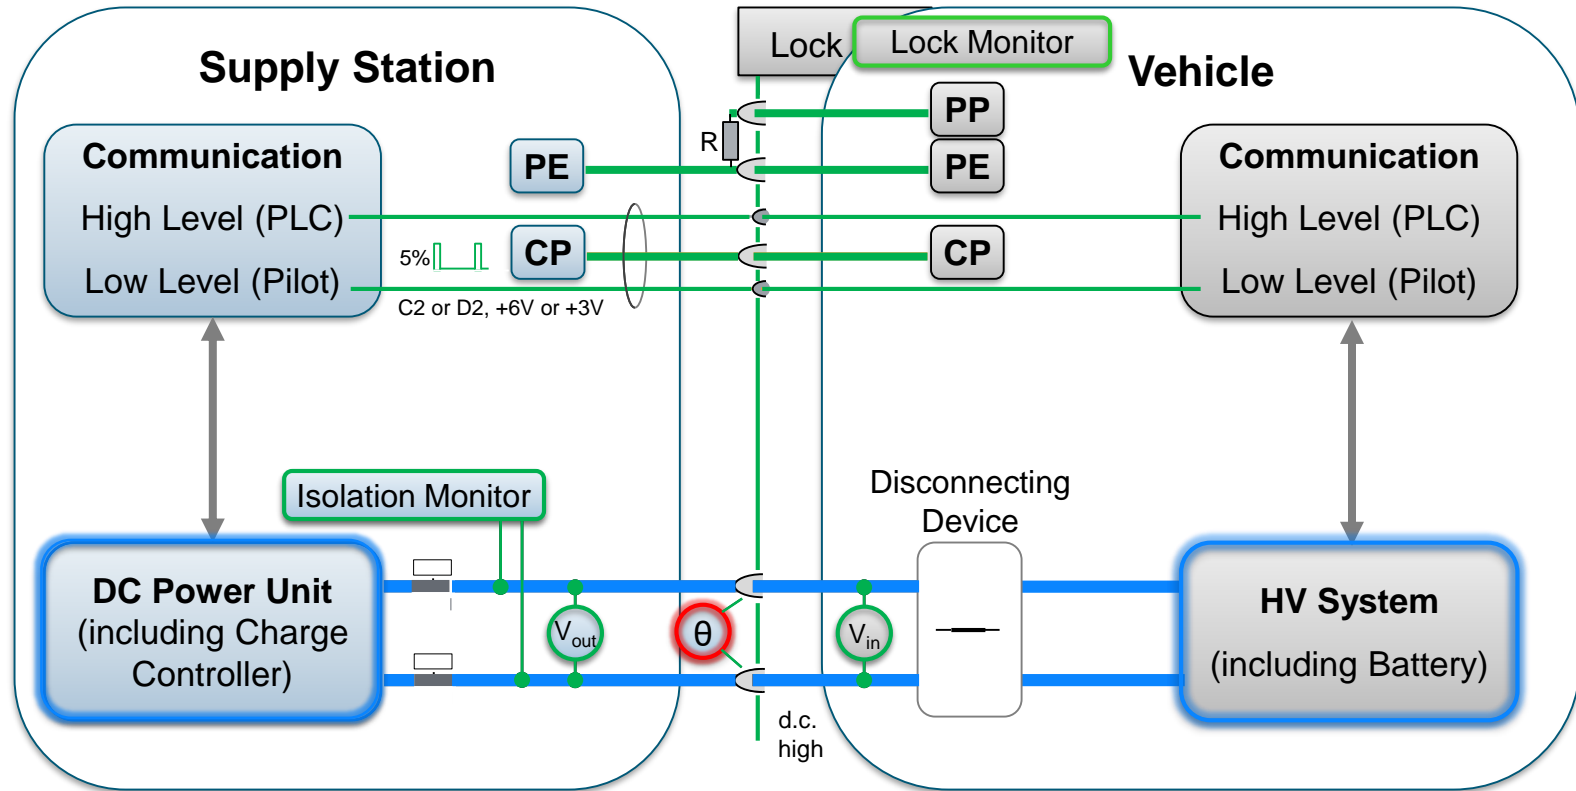 Supply Station
Lock
Lock Monitor
Vehicle
Communication
High Level (PLC)
Low Level (Pilot)
PE
R
PP
PE
5%
CP
CP
C2 or D2, +6V or +3V
Communication
High Level (PLC)
Low Level (Pilot)
Isolation Monitor
Disconnecting
Device
DC Power Unit
(including Charge
Controller)
Vout
θ
Vin
HV System
(including Battery)
d.c.
high